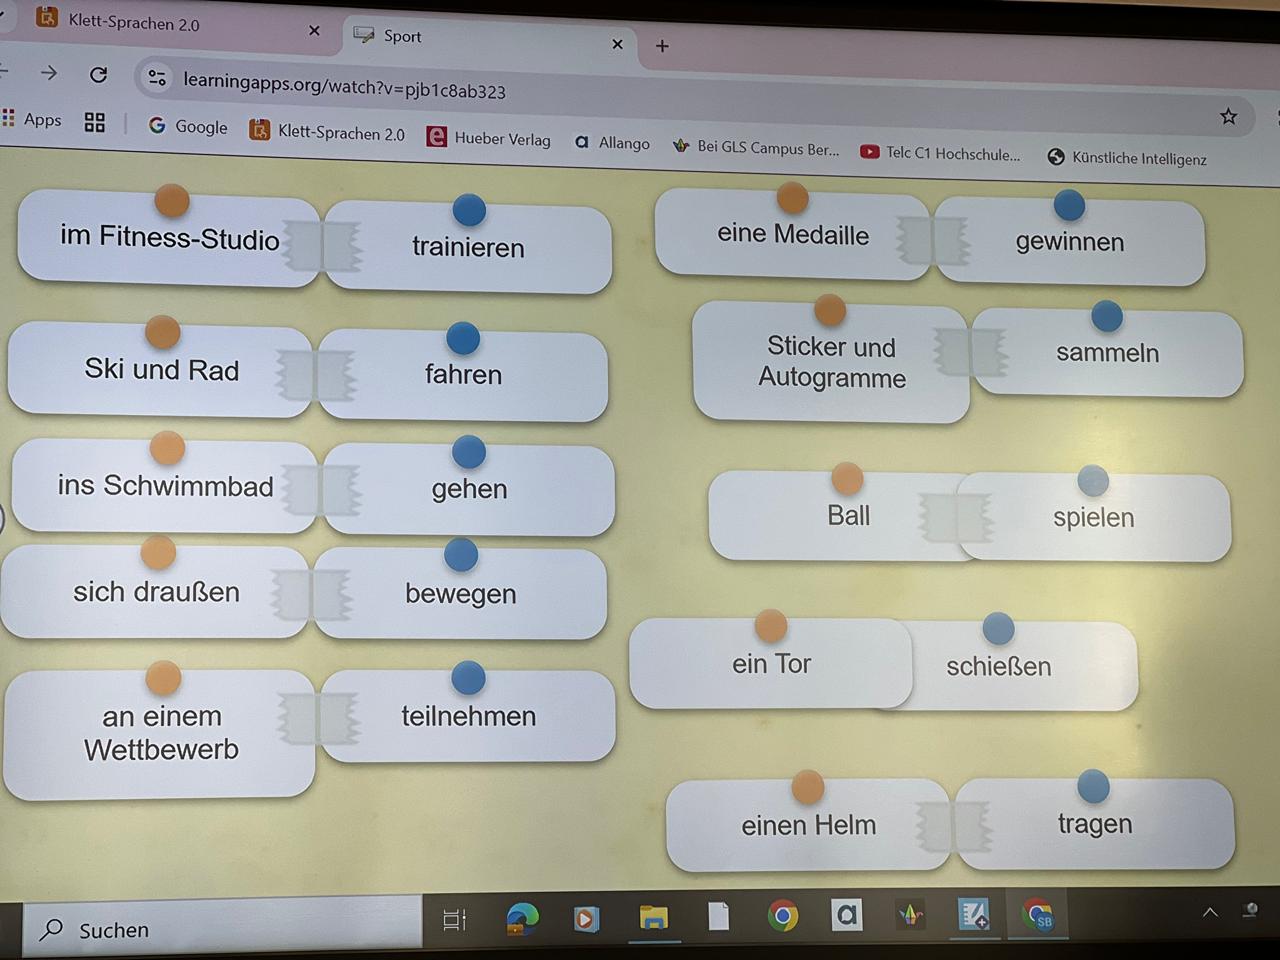 Klett-Sprachen 2.0
Sport
learningapps.org/watch?v=pjb1c8ab323
Apps
Google
Klett-Sprachen 2.0
Hueber Verlag
Allango
Bei GLS Campus Ber...
Telc C1 Hochschule...
Künstliche Intelligenz
im Fitness-Studio
trainieren
Ski und Rad
fahren
ins Schwimmbad
gehen
sich draußen
bewegen
an einem
Wettbewerb
teilnehmen
eine Medaille
gewinnen
Sticker und
Autogramme
sammeln
Ball
spielen
ein Tor
schießen
einen Helm
tragen
Suchen
a
SB